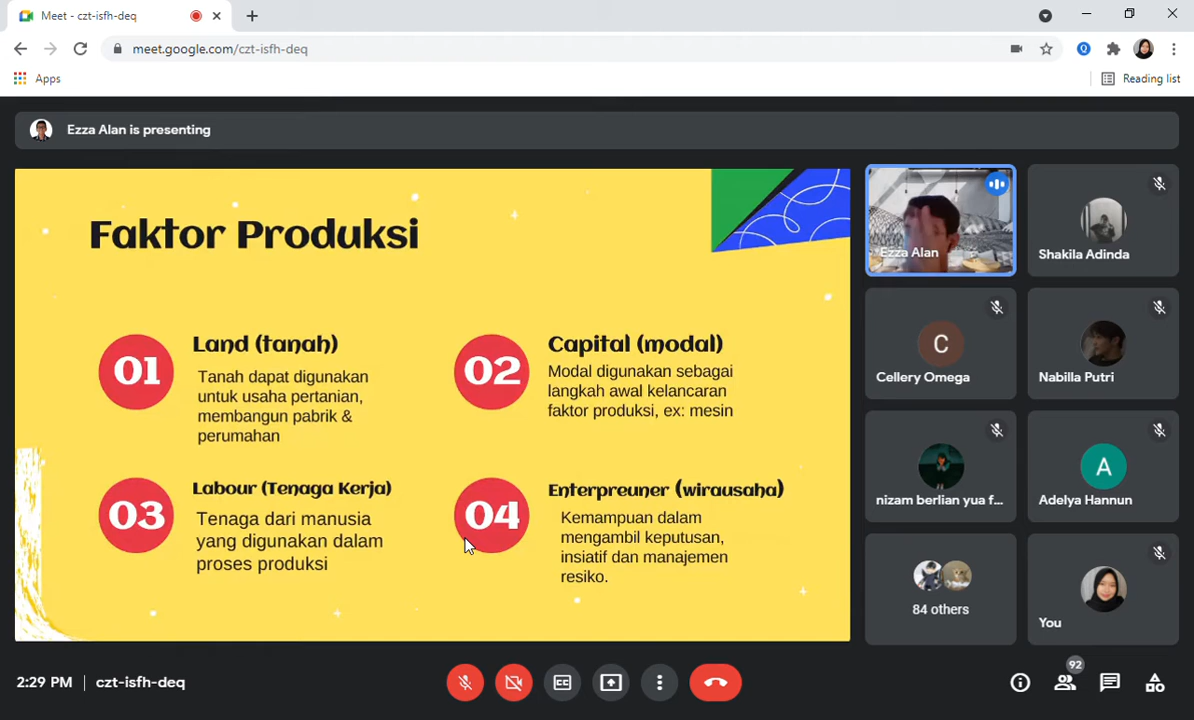 Meet - czt-isfh-deq
meet.google.com/czt-isfh-deq
Apps
Reading list
Ezza Alan is presenting
Faktor Produksi
01
Land (tanah)
Tanah dapat digunakan
untuk usaha pertanian,
membangun pabrik &
perumahan
02
Capital (modal)
Modal digunakan sebagai
langkah awal kelancaran
faktor produksi, ex: mesin
03
Labour (Tenaga Kerja)
Tenaga dari manusia
yang digunakan dalam
proses produksi
04
Enterpreuner (wirausaha)
Kemampuan dalam
mengambil keputusan,
insiatif dan manajemen
resiko.
Ezza Alan
Shakila Adinda
C
Cellery Omega
Nabilla Putri
nizam berlian yua f...
A
Adelya Hannun
84 others
You
2:29 PM | czt-isfh-deq
CC
92